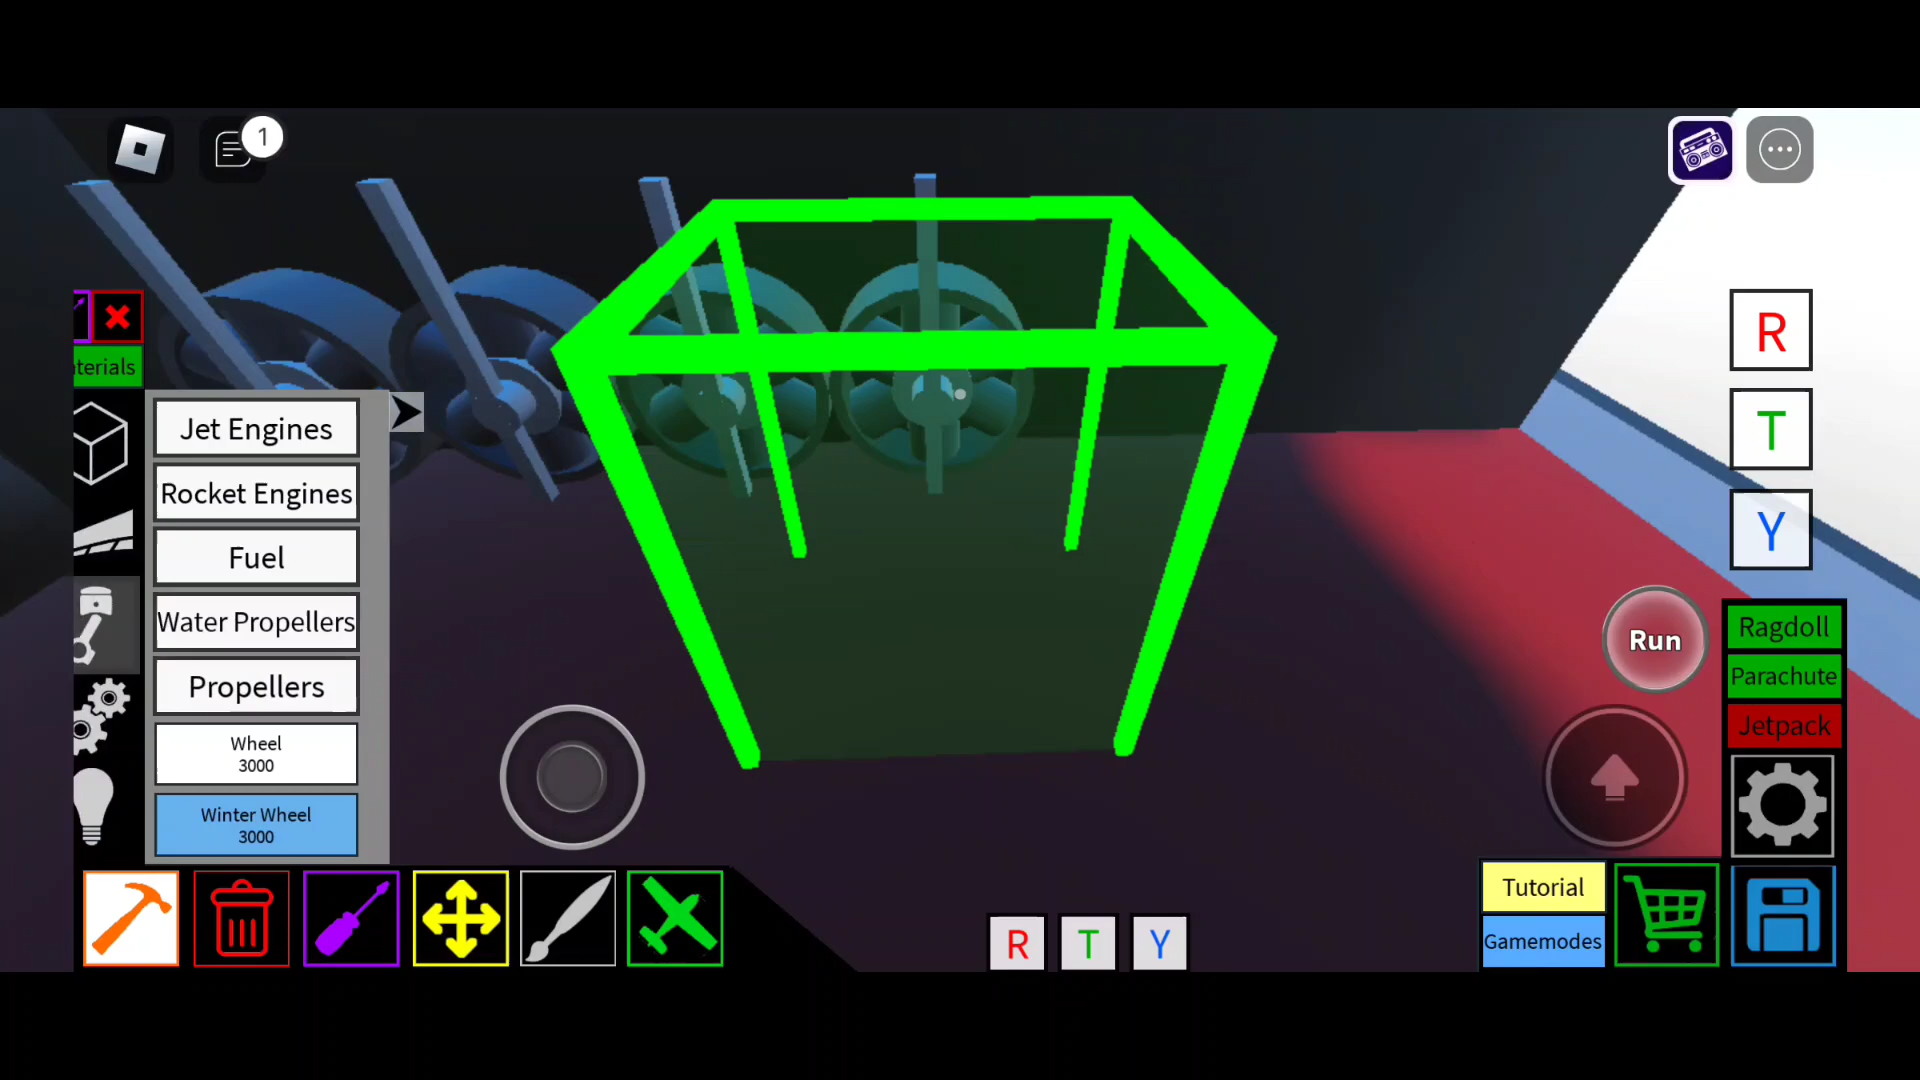 1
terials
Jet Engines
Rocket Engines
Fuel
Water Propellers
Propellers
Wheel
3000
Winter Wheel
3000
R
T
Y
Run
Ragdoll
Parachute
Jetpack
Tutorial
Gamemodes
R
T
Y